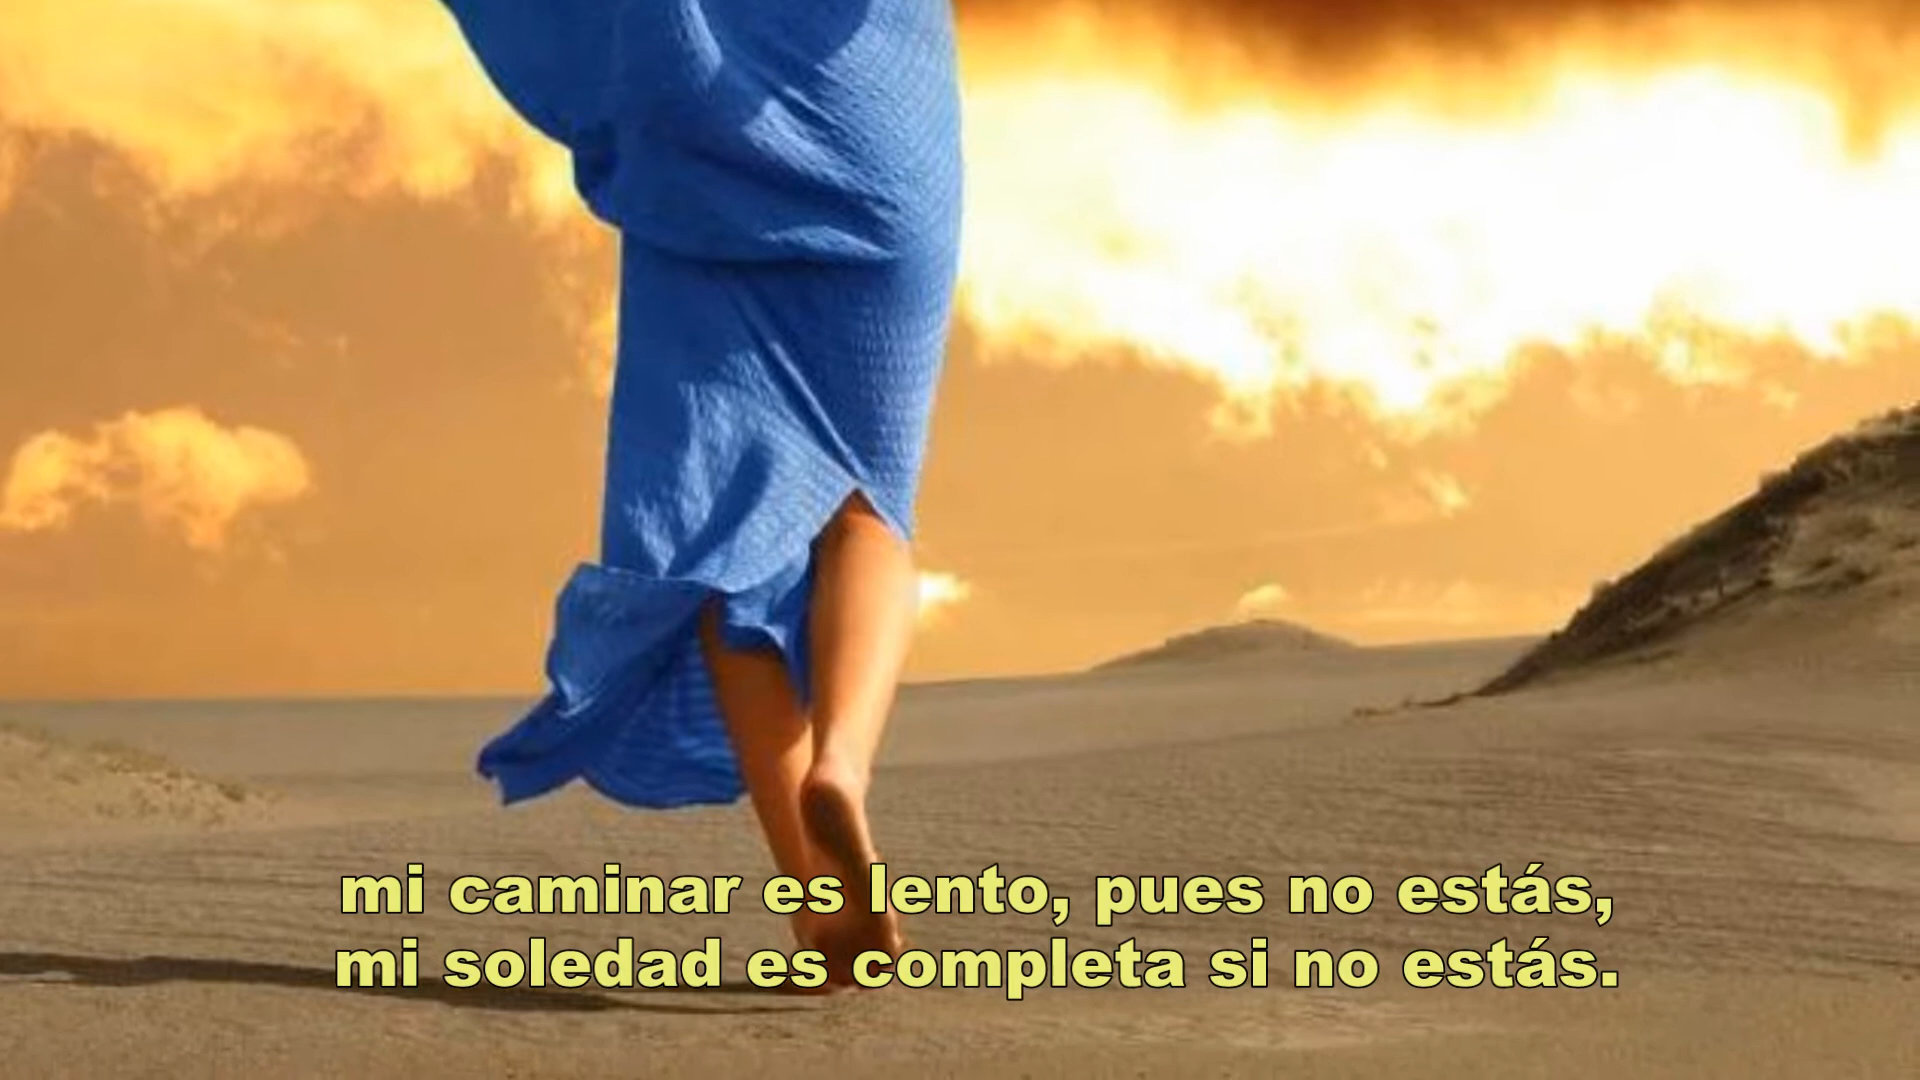 mi caminar es lento, pues no estás,
mi soledad es completa si no estás.